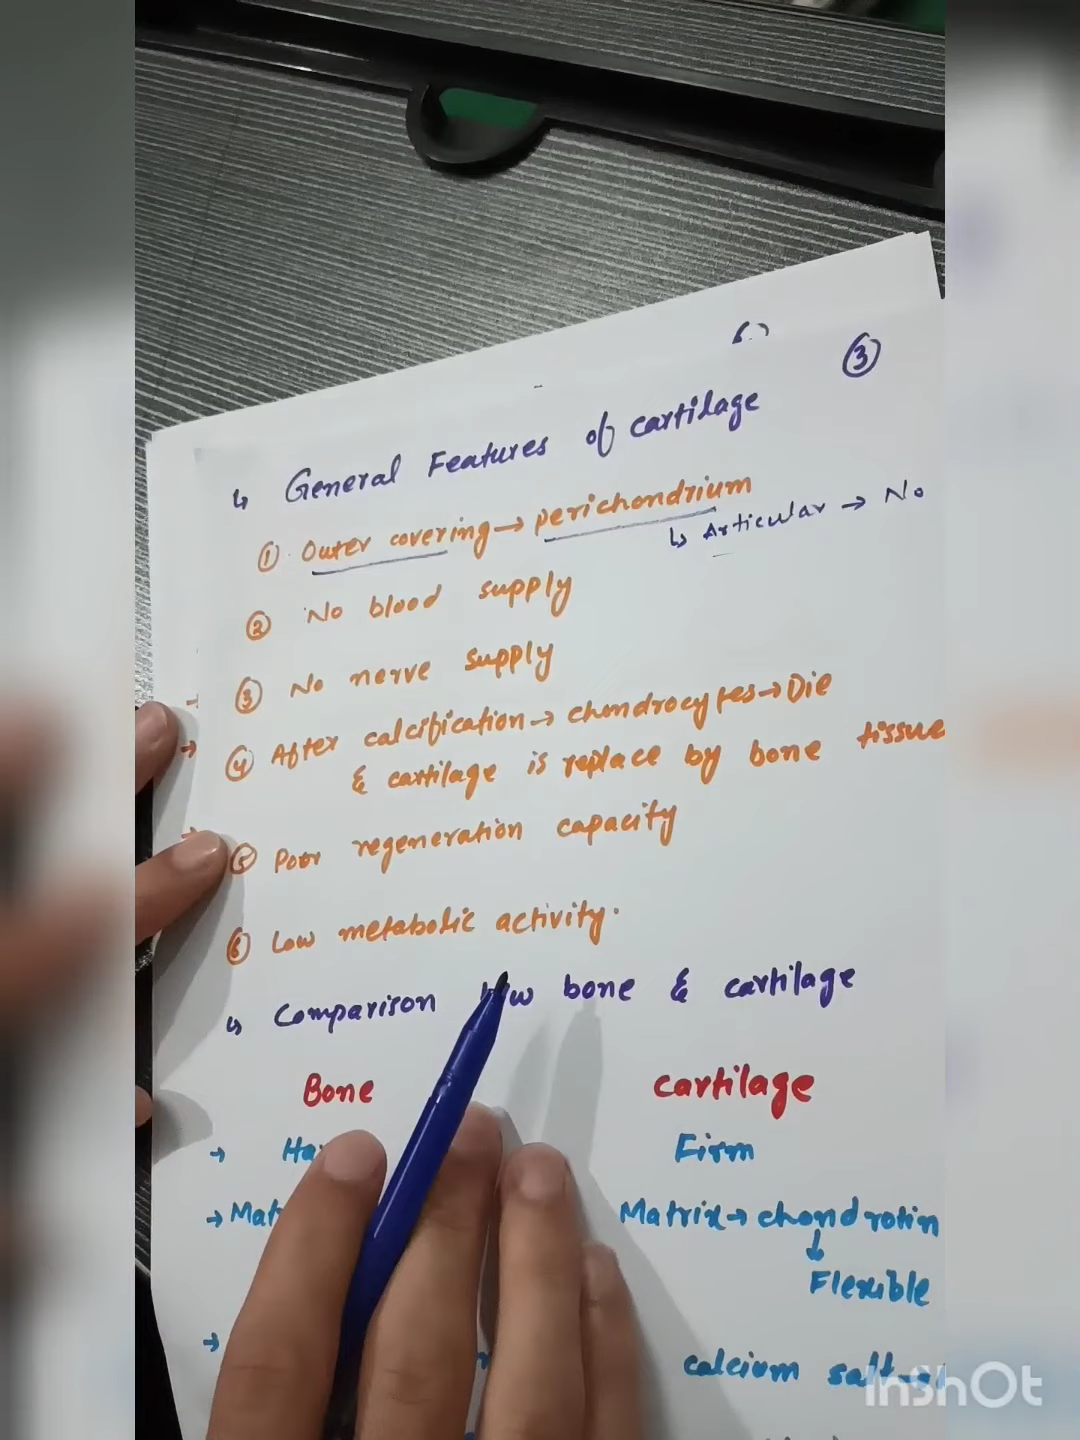 ③
↳ General Features of cartilage
① Outer covering → perichondrium
↳ Articular → No
② No blood supply
③ No nerve supply
④ After calcification → chondrocytes → Die
& cartilage is replace by bone tissue
⑤ Poor regeneration capacity
⑥ Low metabolic activity.
↳ Comparison b/w bone & cartilage
Bone cartilage
→ Firm
→ Matrix → chondrotin
↓
Flexible
→ calcium salt
InShOt